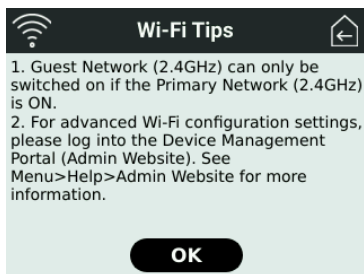 Wi-Fi Tips
1. Guest Network (2.4GHz) can only be
switched on if the Primary Network (2.4GHz)
is ON.
2. For advanced Wi-Fi configuration settings,
please log into the Device Management
Portal (Admin Website). See
Menu>Help>Admin Website for more
information.
OK